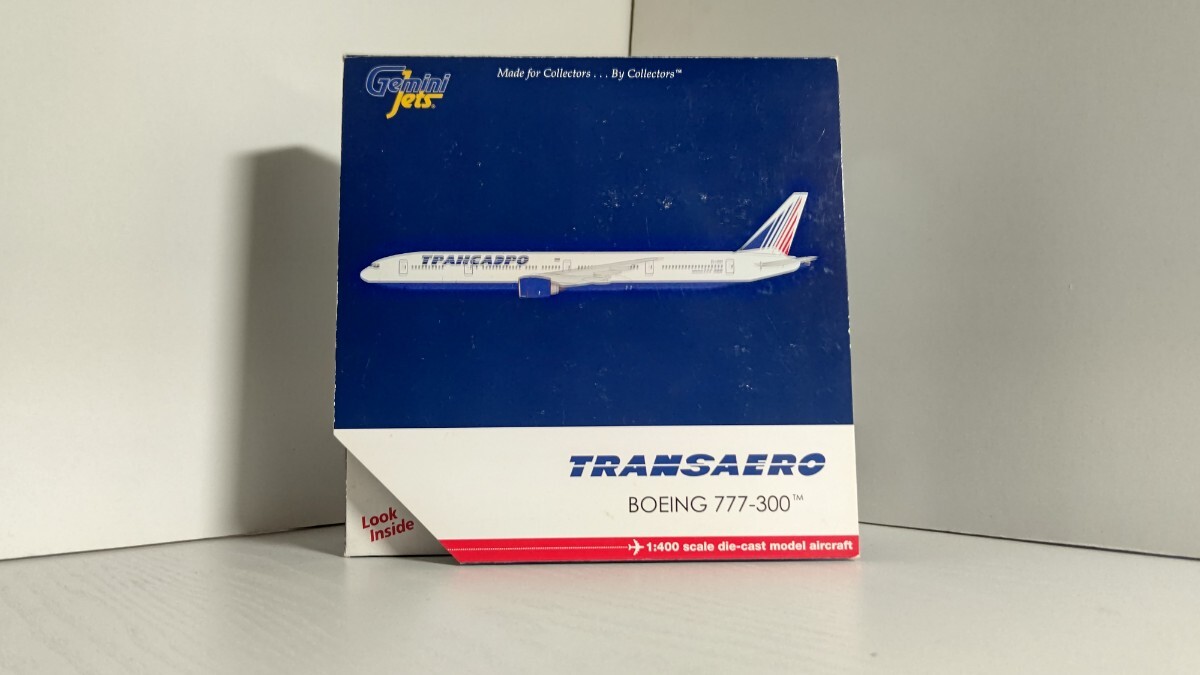 Gemini
Jets
Made for Collectors . . . By Collectors™
ТРАНСАЭРО
TRANSAERO
BOEING 777-300™
Look
Inside
1:400 scale die-cast model aircraft